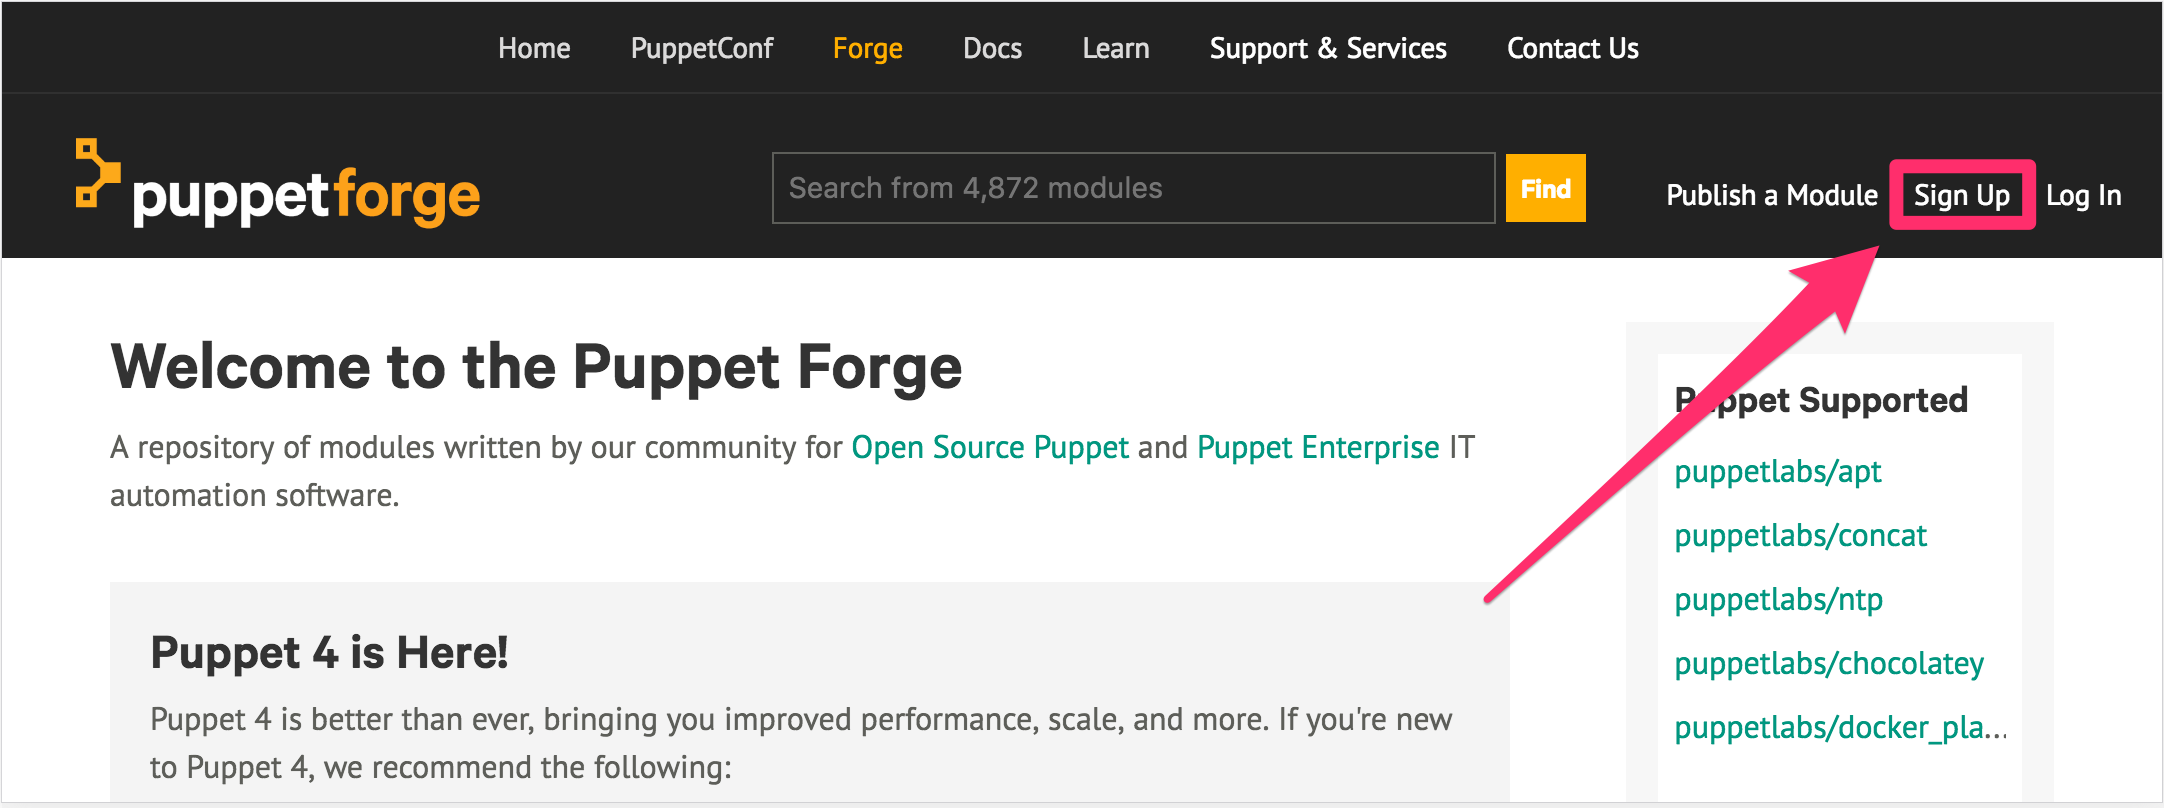 Home PuppetConf Forge Docs Learn Support & Services Contact Us
puppetforge
Search from 4,872 modules
Find
Publish a Module Sign Up Log In
Welcome to the Puppet Forge
A repository of modules written by our community for Open Source Puppet and Puppet Enterprise IT
automation software.
Puppet 4 is Here!
Puppet 4 is better than ever, bringing you improved performance, scale, and more. If you're new
to Puppet 4, we recommend the following:
Puppet Supported
puppetlabs/apt
puppetlabs/concat
puppetlabs/ntp
puppetlabs/chocolatey
puppetlabs/docker_pla...